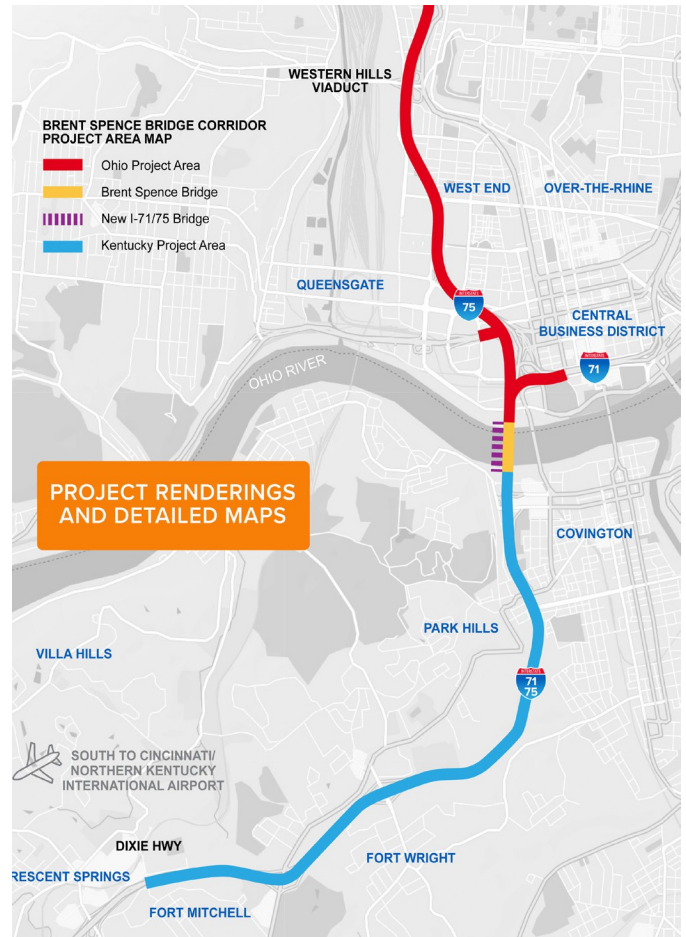 WESTERN HILLS
VIADUCT
BRENT SPENCE BRIDGE CORRIDOR
PROJECT AREA MAP
Ohio Project Area
Brent Spence Bridge
New I-71/75 Bridge
Kentucky Project Area
WEST END
OVER-THE-RHINE
QUEENSGATE
INTERSTATE
75
CENTRAL
BUSINESS DISTRICT
INTERSTATE
71
OHIO RIVER
PROJECT RENDERINGS
AND DETAILED MAPS
COVINGTON
PARK HILLS
VILLA HILLS
INTERSTATE
71
75
SOUTH TO CINCINNATI/
NORTHERN KENTUCKY
INTERNATIONAL AIRPORT
DIXIE HWY
FORT WRIGHT
RESCENT SPRINGS
FORT MITCHELL